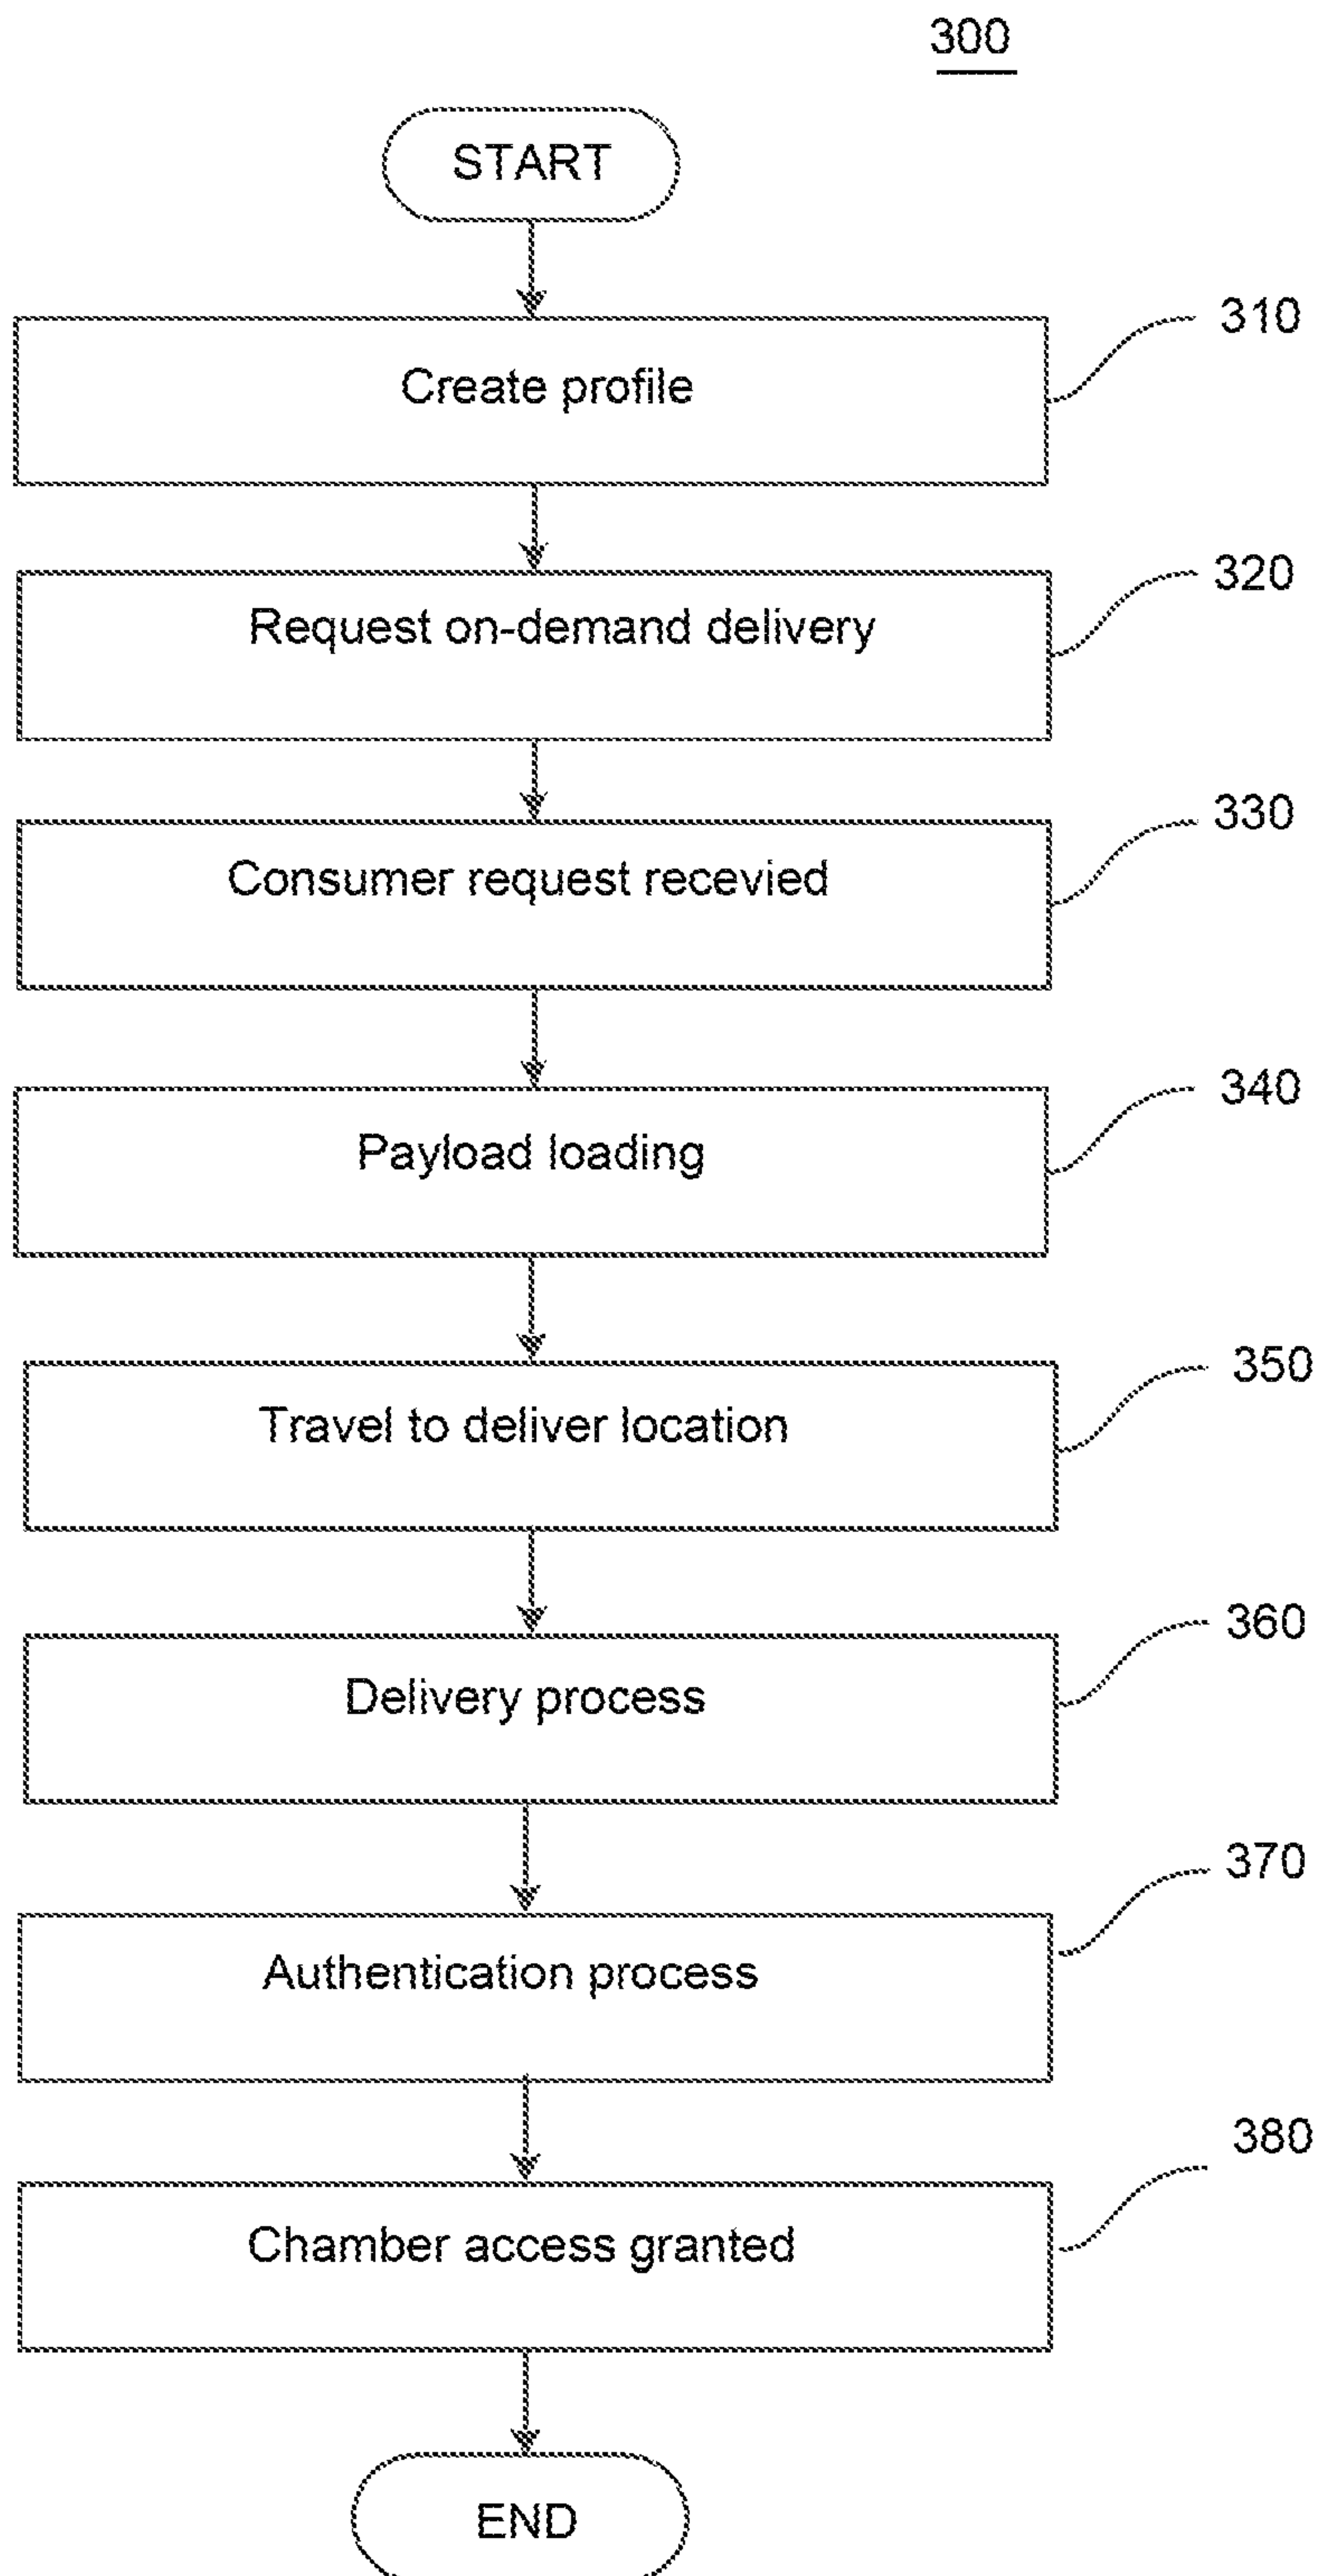 300
START
310
Create profile
320
Request on-demand delivery
330
Consumer request recevied
340
Payload loading
350
Travel to deliver location
360
Delivery process
370
Authentication process
380
Chamber access granted
END